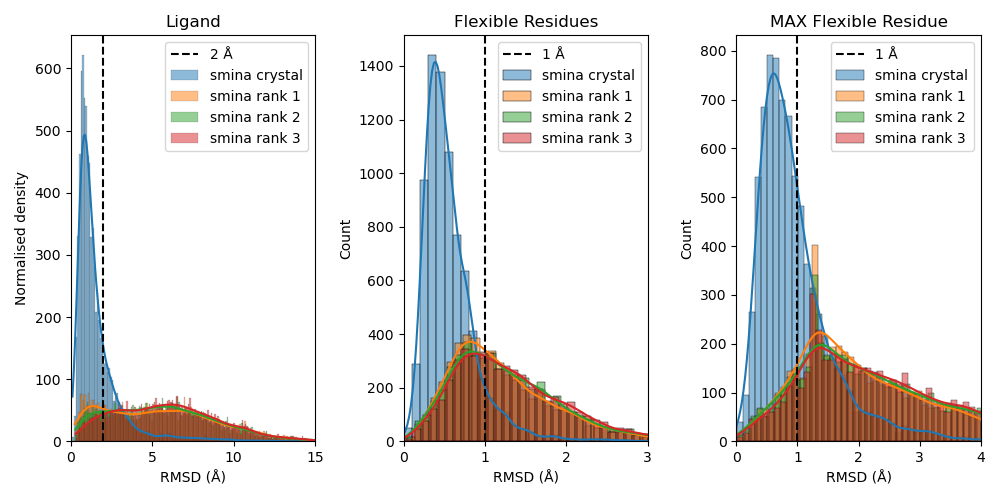 Ligand
Normalised density
600
500
400
300
200
100
0
0 5 10 15
RMSD (Å)
2 Å
smina crystal
smina rank 1
smina rank 2
smina rank 3
Flexible Residues
Count
1400
1200
1000
800
600
400
200
0
0 1 2 3
RMSD (Å)
1 Å
smina crystal
smina rank 1
smina rank 2
smina rank 3
MAX Flexible Residue
Count
800
700
600
500
400
300
200
100
0
0 1 2 3 4
RMSD (Å)
1 Å
smina crystal
smina rank 1
smina rank 2
smina rank 3